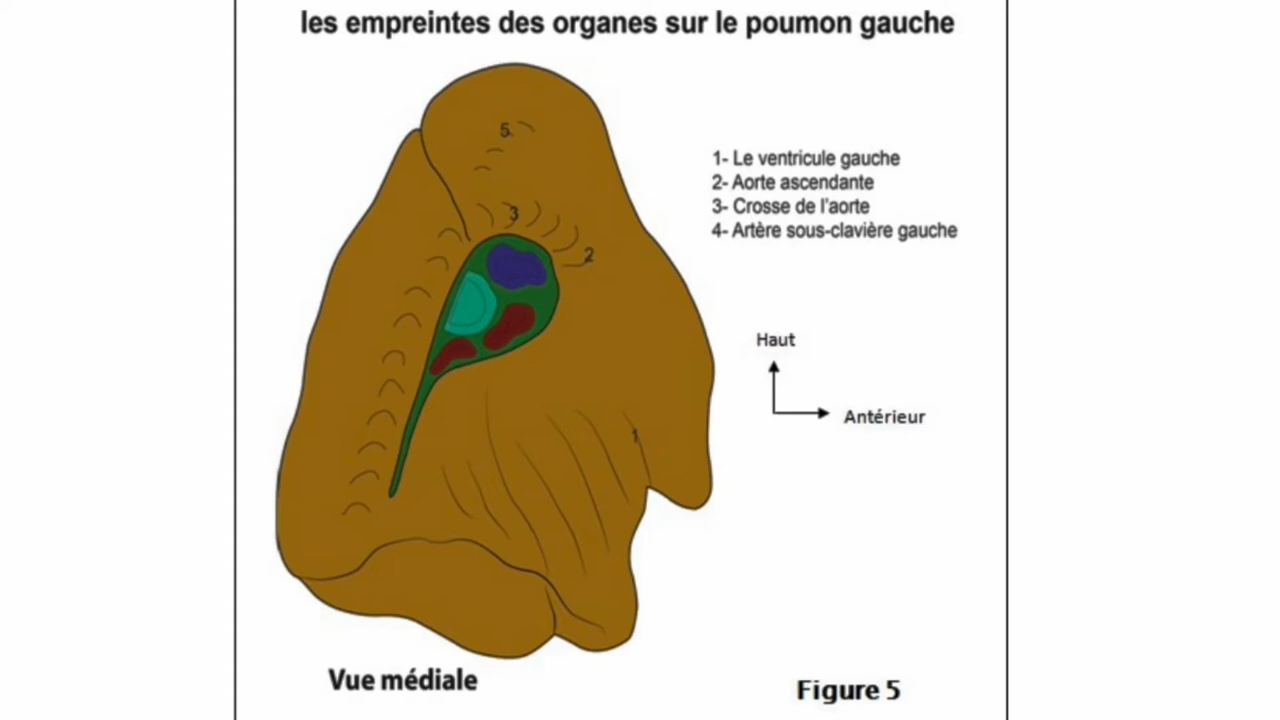 les empreintes des organes sur le poumon gauche
5
1- Le ventricule gauche
2- Aorte ascendante
3- Crosse de l'aorte
4- Artère sous-clavière gauche
3
2
Haut
Antérieur
1
Vue médiale
Figure 5